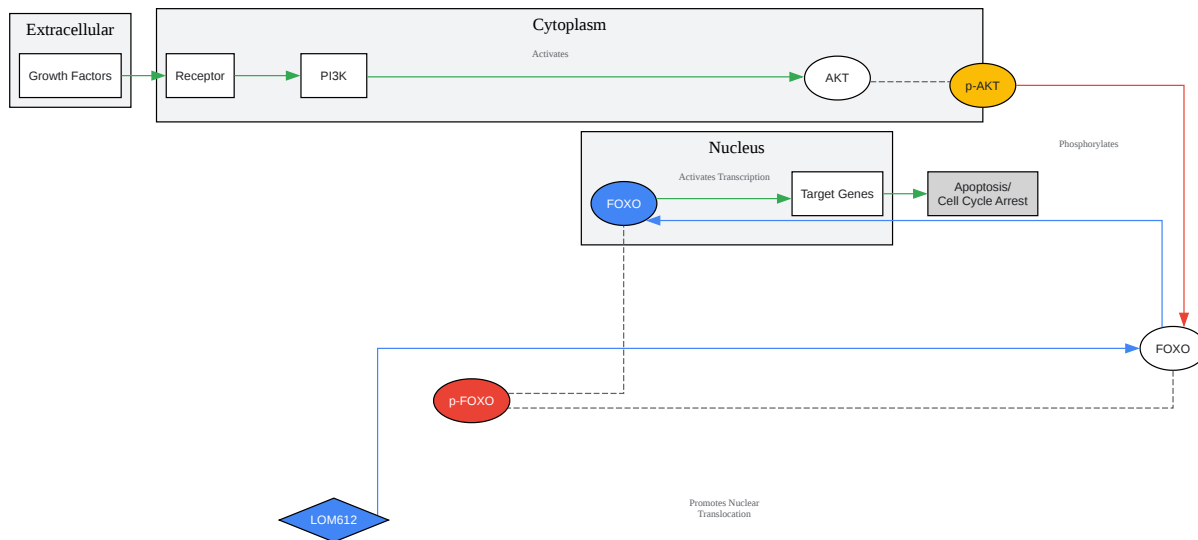 Extracellular
Cytoplasm
Growth Factors
Receptor
PI3K
Activates
AKT
p-AKT
Phosphorylates
Nucleus
Activates Transcription
FOXO
Target Genes
Apoptosis/
Cell Cycle Arrest
FOXO
p-FOXO
LOM612
Promotes Nuclear
Translocation